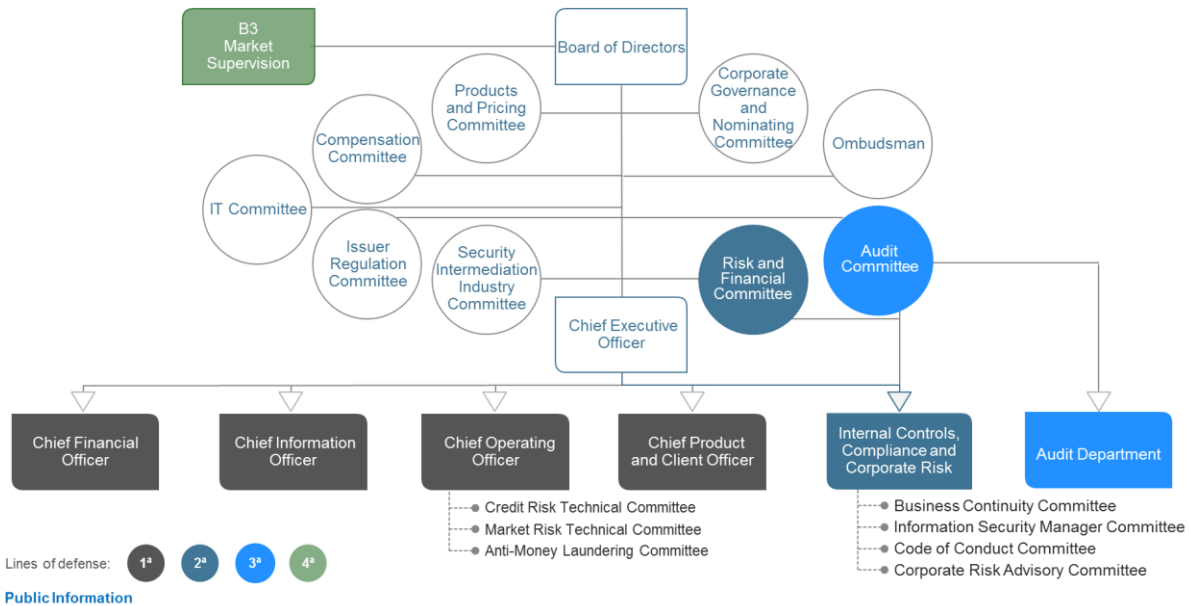 B3
Market
Supervision
Board of Directors
Products
and Pricing
Committee
Corporate
Governance
and
Nominating
Committee
Compensation
Committee
Ombudsman
IT Committee
Issuer
Regulation
Committee
Security
Intermediation
Industry
Committee
Risk and
Financial
Committee
Audit
Committee
Chief Executive
Officer
Chief Financial
Officer
Chief Information
Officer
Chief Operating
Officer
Chief Product
and Client Officer
Internal Controls,
Compliance and
Corporate Risk
Audit Department
Credit Risk Technical Committee
Market Risk Technical Committee
Anti-Money Laundering Committee
Business Continuity Committee
Information Security Manager Committee
Code of Conduct Committee
Corporate Risk Advisory Committee
Lines of defense: 1ª 2ª 3ª 4ª
Public Information